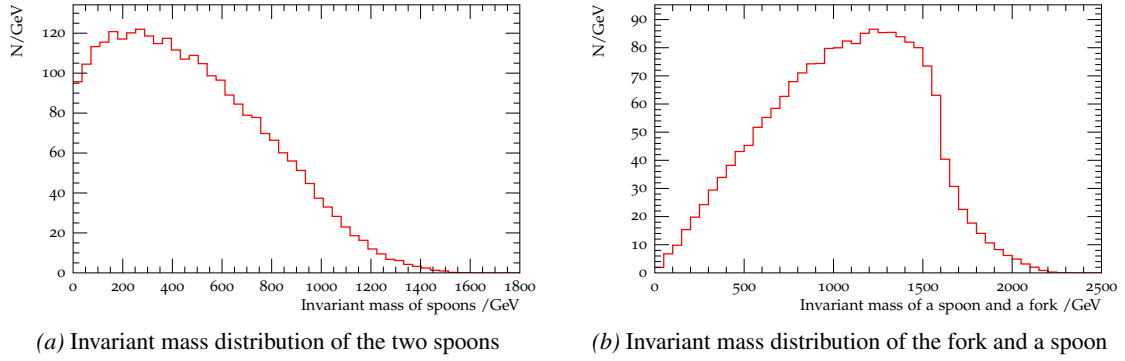 N/GeV
120
100
80
60
40
20
0
0 200 400 600 800 1000 1200 1400 1600 1800
Invariant mass of spoons /GeV
(a) Invariant mass distribution of the two spoons
N/GeV
90
80
70
60
50
40
30
20
10
0
0 500 1000 1500 2000 2500
Invariant mass of a spoon and a fork /GeV
(b) Invariant mass distribution of the fork and a spoon